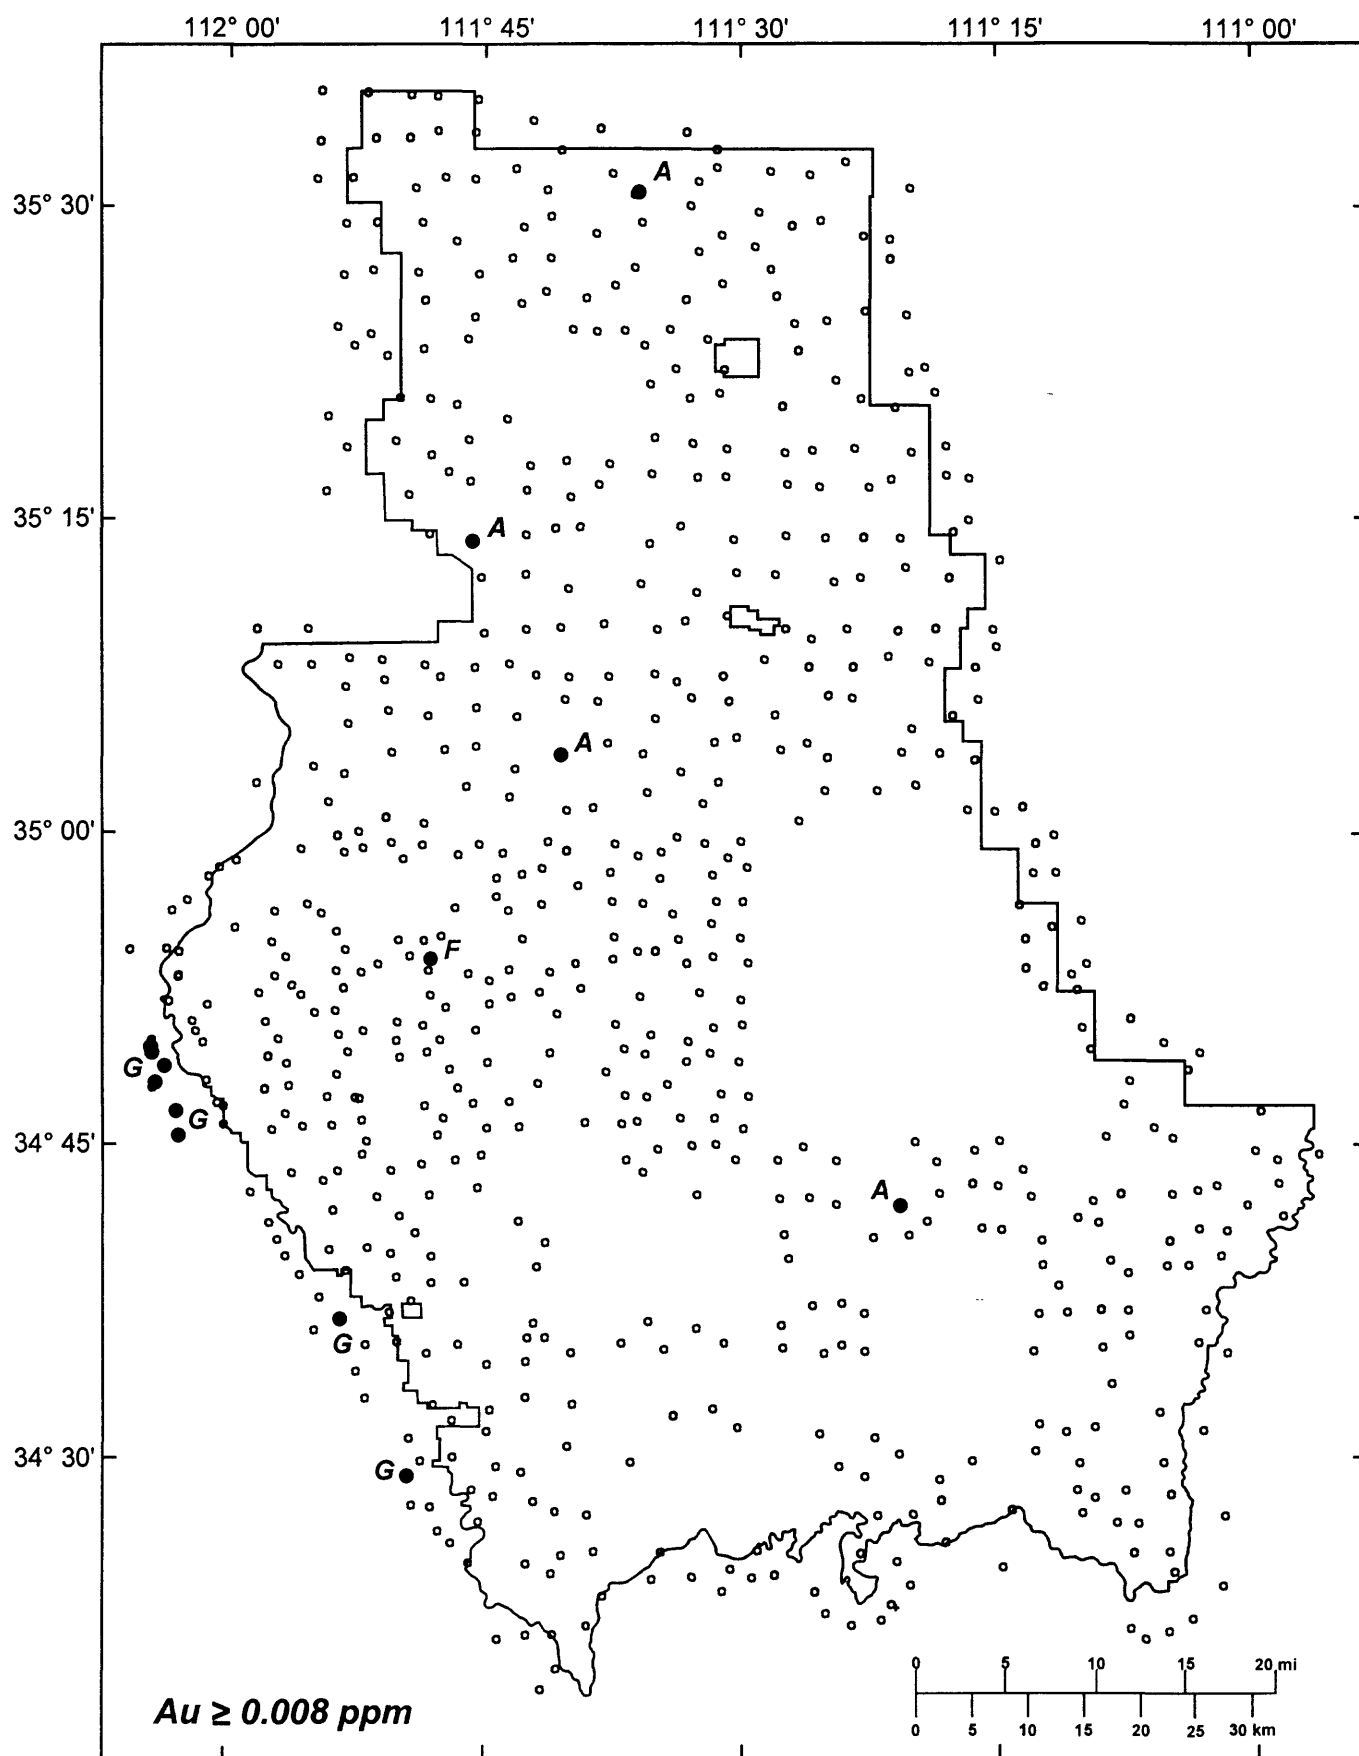 112° 00' 111° 45' 111° 30' 111° 15' 111° 00'
A
35° 30'
35° 15'
A
A
35° 00'
F
G
G
34° 45'
A
G
34° 30'
G
0 5 10 15 20 mi
Au ≥ 0.008 ppm
0 5 10 15 20 25 30 km